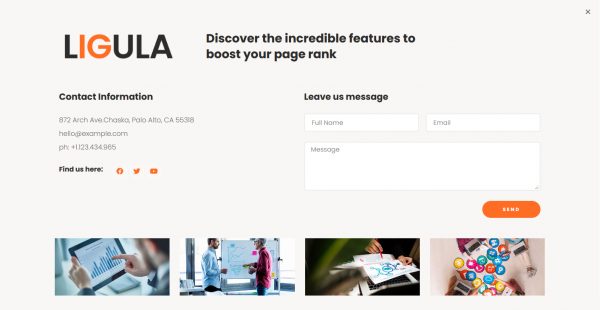 LIGULA
Discover the incredible features to
boost your page rank
Contact Information
872 Arch Ave.Chaska, Palo Alto, CA 55318
hello@example.com
ph: +1.123.434.965
Find us here:
Leave us message
Full Name
Email
Message
SEND